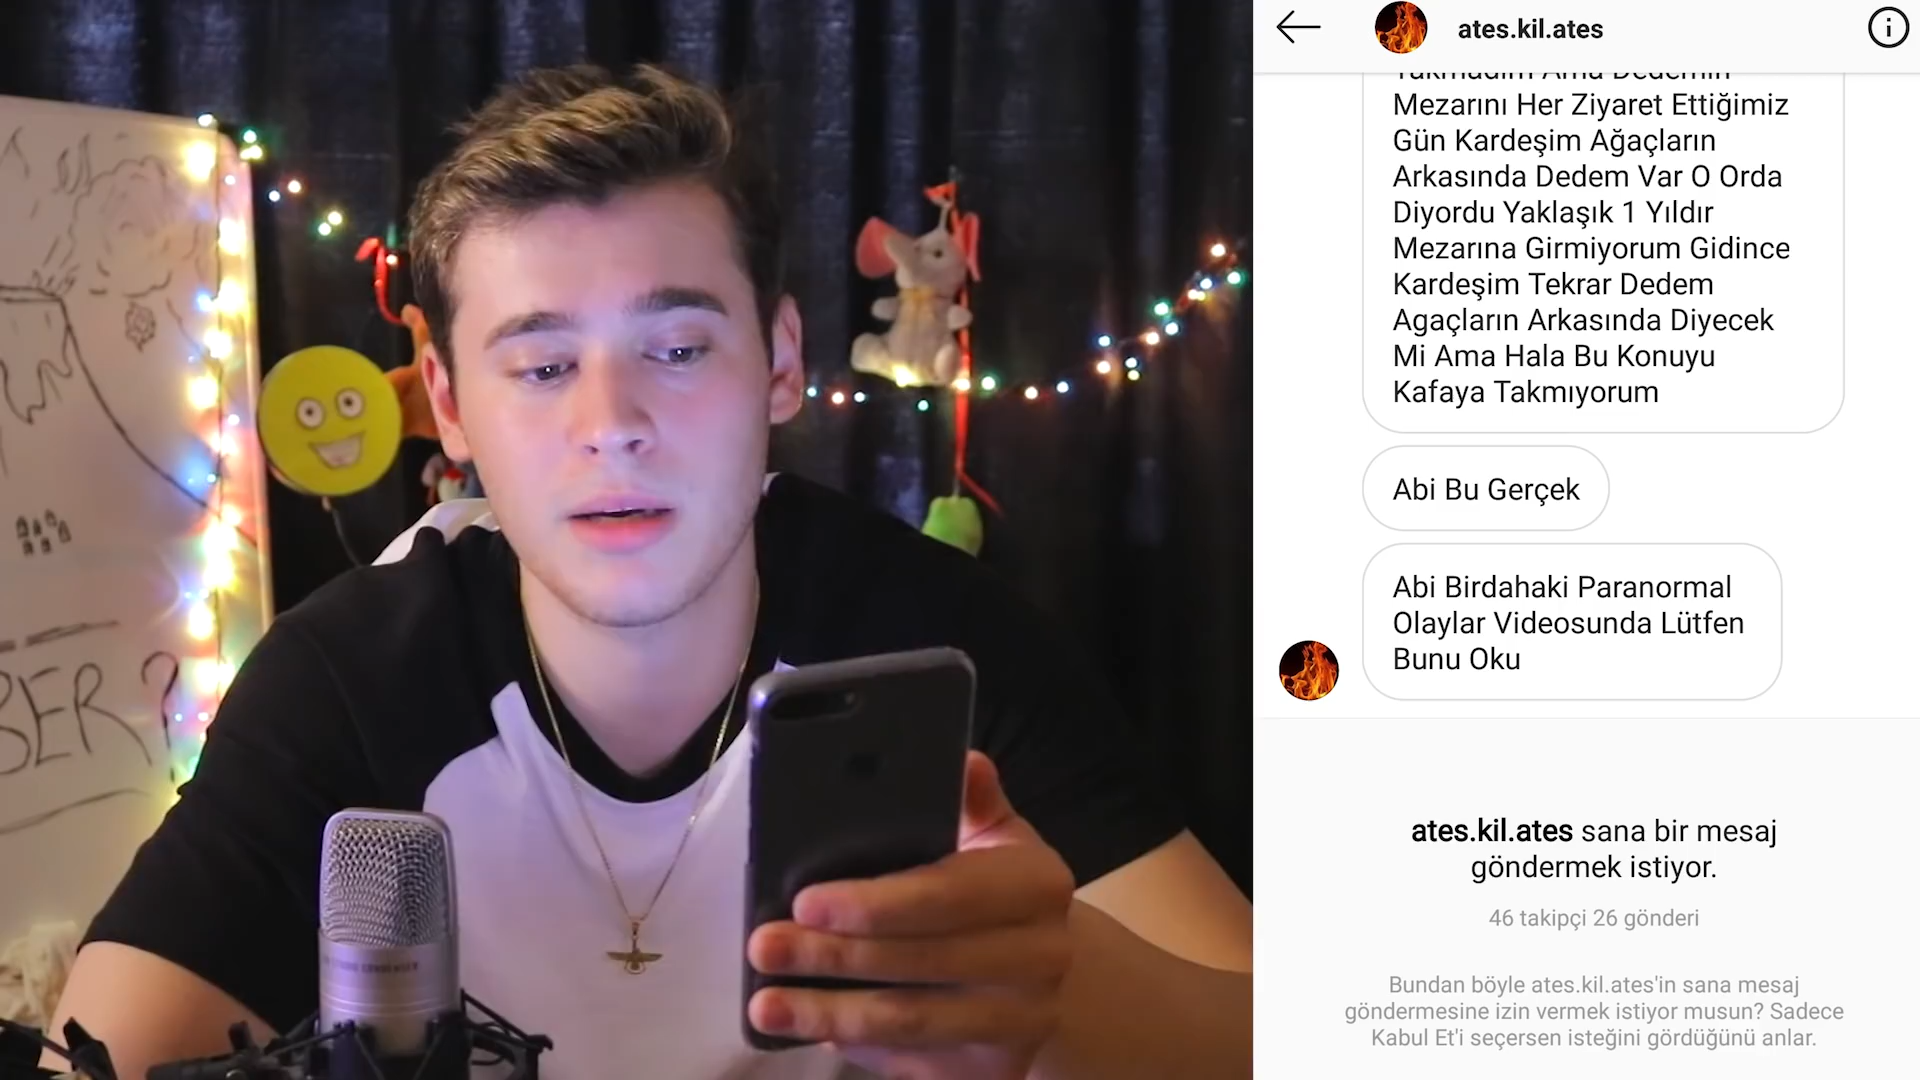 ates.kil.ates
Mezarını Her Ziyaret Ettiğimiz
Gün Kardeşim Ağaçların
Arkasında Dedem Var O Orda
Diyordu Yaklaşık 1 Yıldır
Mezarına Girmiyorum Gidince
Kardeşim Tekrar Dedem
Agaçların Arkasında Diyecek
Mi Ama Hala Bu Konuyu
Kafaya Takmıyorum
Abi Bu Gerçek
Abi Birdahaki Paranormal
Olaylar Videosunda Lütfen
Bunu Oku
ates.kil.ates sana bir mesaj
göndermek istiyor.
46 takipçi 26 gönderi
Bundan böyle ates.kil.ates'in sana mesaj
göndermesine izin vermek istiyor musun? Sadece
Kabul Et'i seçersen isteğini gördüğünü anlar.
BER?